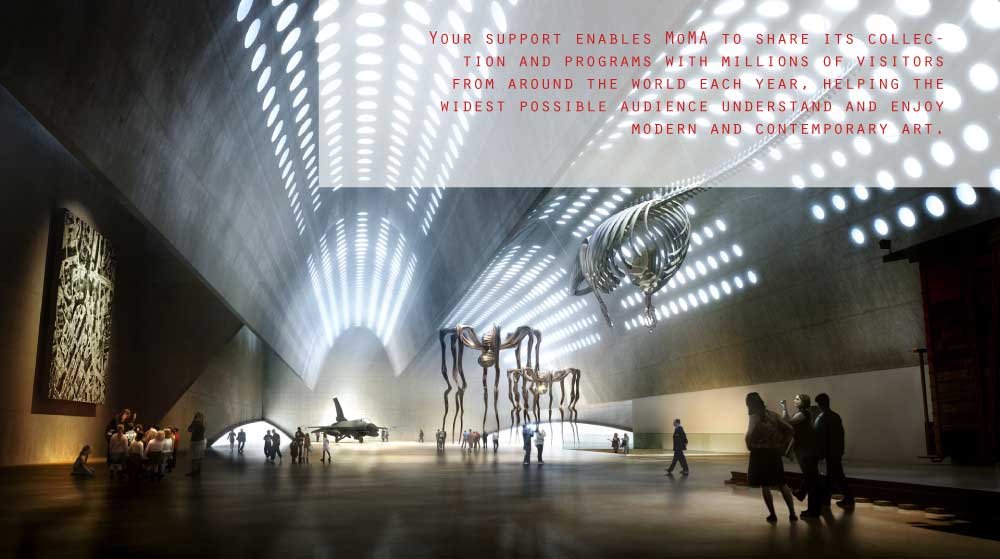 Your support enables MoMA to share its collec-
tion and programs with millions of visitors
from around the world each year, helping the
widest possible audience understand and enjoy
modern and contemporary art.